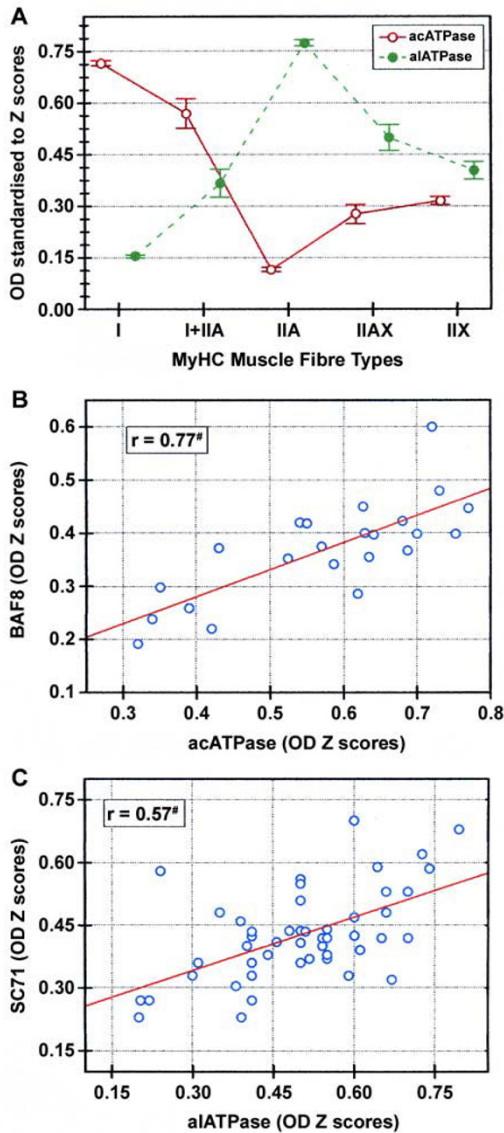 A
acATPase
alATPase
OD standardised to Z scores
0.75
0.60
0.45
0.30
0.15
0.00
I I+IIA IIA IIAX IIX
MyHC Muscle Fibre Types
B
r = 0.77#
BAF8 (OD Z scores)
0.6
0.5
0.4
0.3
0.2
0.1
0.3 0.4 0.5 0.6 0.7 0.8
acATPase (OD Z scores)
C
r = 0.57#
SC71 (OD Z scores)
0.75
0.60
0.45
0.30
0.15
0.15 0.30 0.45 0.60 0.75
alATPase (OD Z scores)